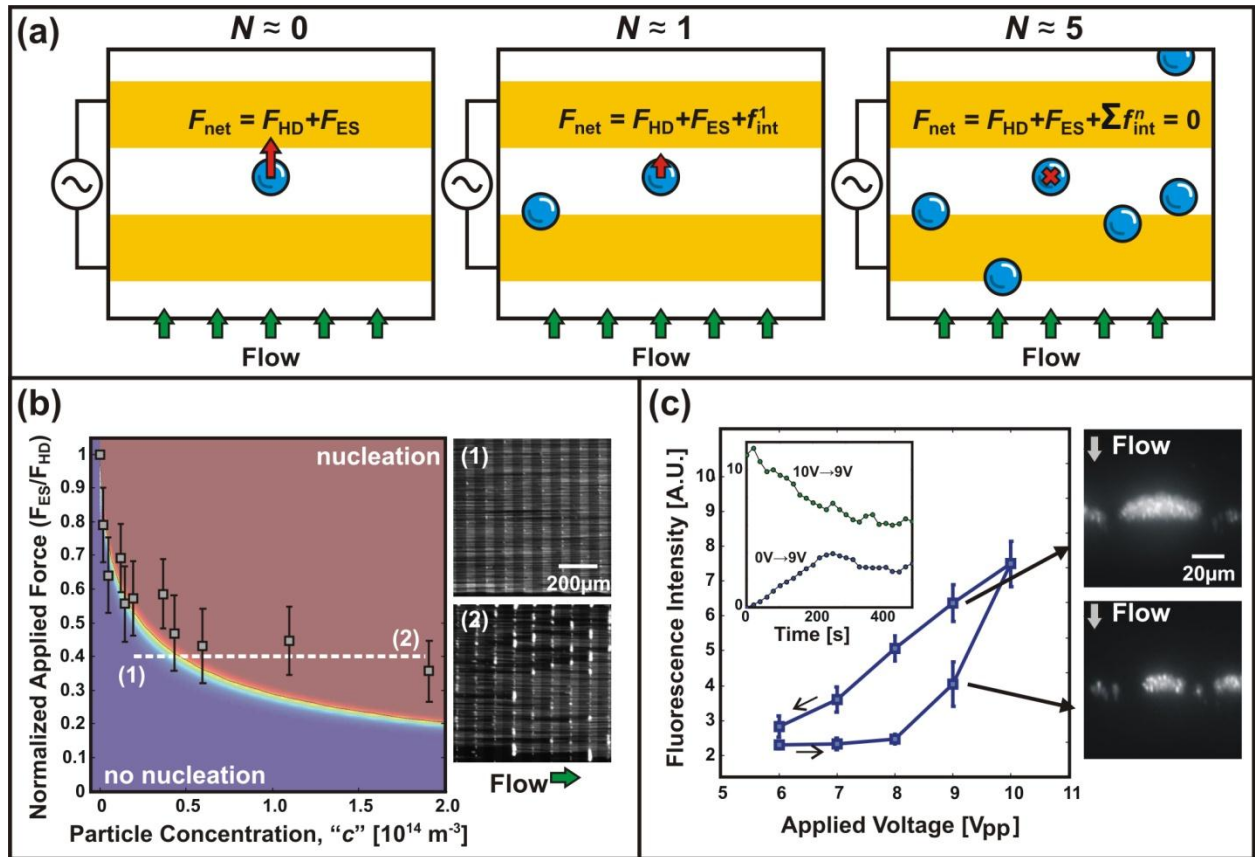 (a)
N ≈ 0
N ≈ 1
N ≈ 5
Fnet = FHD+FES
Fnet = FHD+FES+f1int
Fnet = FHD+FES+Σfnint = 0
Flow
Flow
Flow
(b)
Normalized Applied Force (FES/FHD)
1
0.9
0.8
0.7
0.6
0.5
0.4
0.3
0.2
0.1
0
nucleation
(1)
(2)
no nucleation
0
0.5
1.0
1.5
2.0
Particle Concentration, “c” [10^14 m^-3]
(1)
200µm
(2)
Flow
(c)
Fluorescence Intensity [A.U.]
10
9
8
7
6
5
4
3
2
10
0
10V→9V
0V→9V
0
200
400
Time [s]
5
6
7
8
9
10
11
Applied Voltage [VPP]
Flow
20µm
Flow